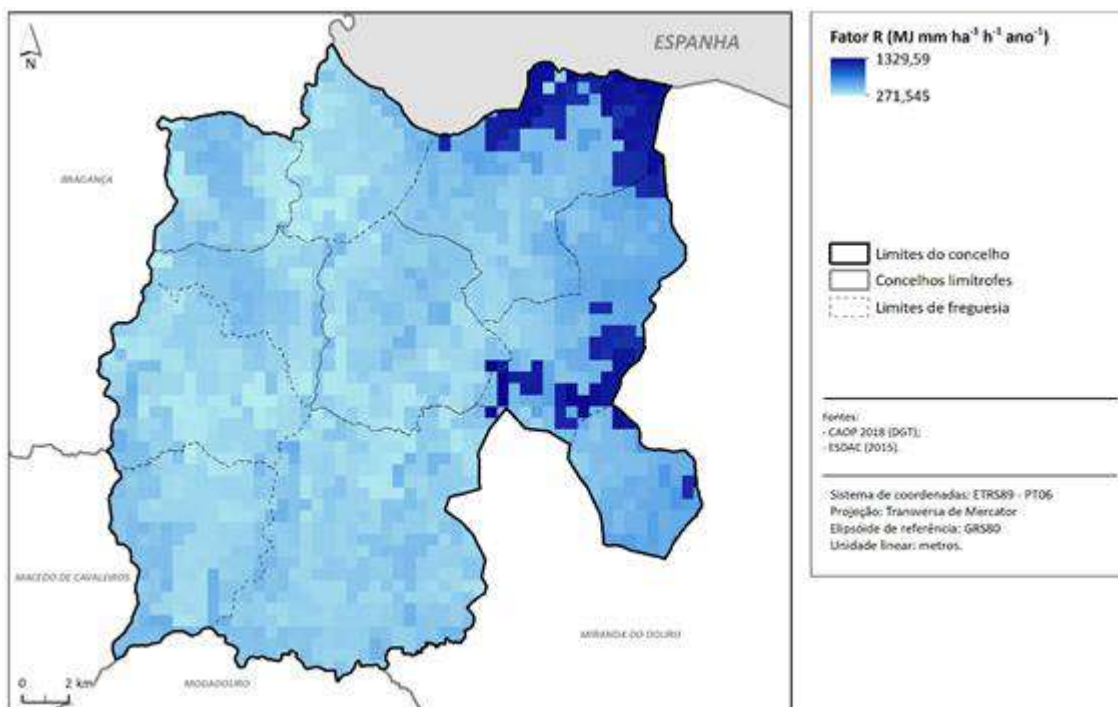 N
ESPANHA
BRAGANÇA
MACEDO DE CAVALEIROS
MOGADOURO
MIRANDA DO DOURO
0 2 km
Fator R (MJ mm ha⁻¹ h⁻¹ ano⁻¹)
1329,59
271,545
Limites do concelho
Concelhos limítrofes
Limites de freguesia
Fontes:
- CAOP 2018 (DGT);
- ESDAC (2015).
Sistema de coordenadas: ETRS89 - PT06
Projeção: Transversa de Mercator
Elipsóide de referência: GRS80
Unidade linear: metros.